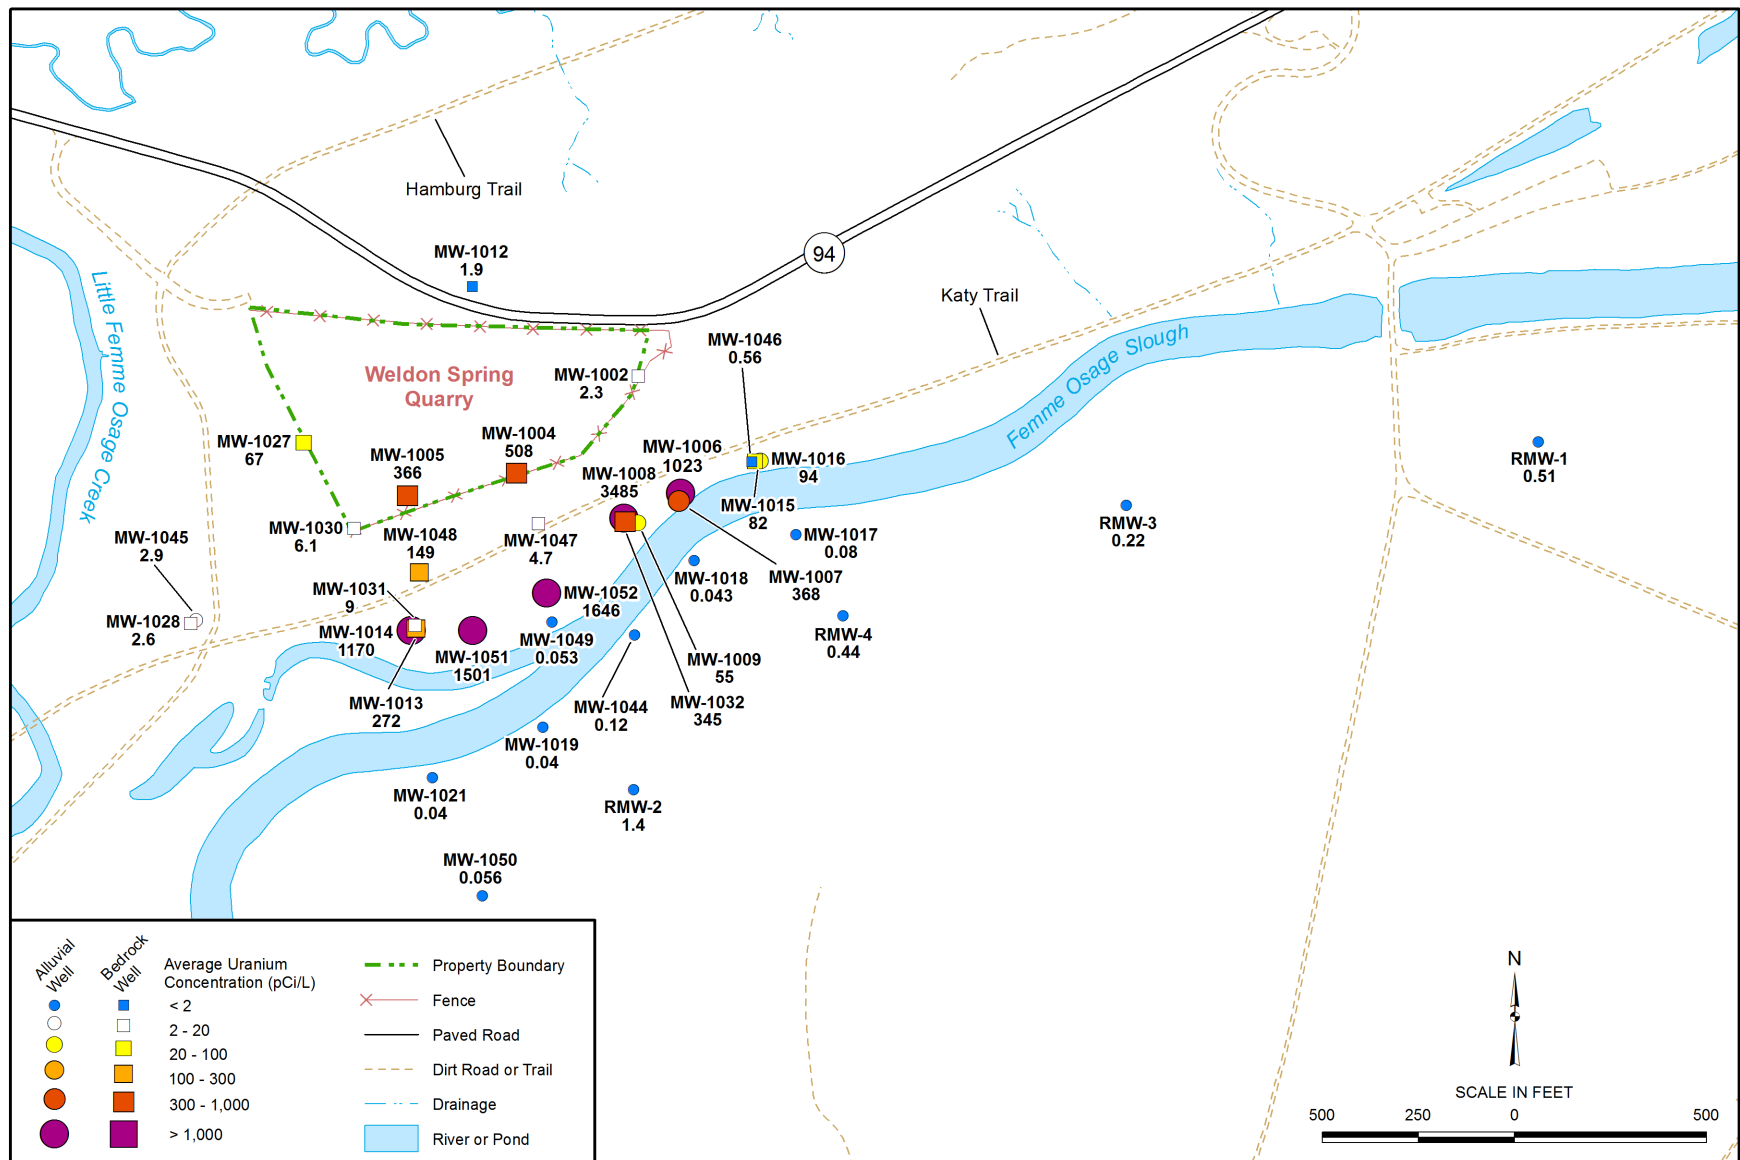 Hamburg Trail
MW-1012
1.9
94
Katy Trail
Little Femme Osage Creek
Femme Osage Slough
Weldon Spring
Quarry
MW-1002
2.3
MW-1046
0.56
MW-1027
67
MW-1005
366
MW-1004
508
MW-1006
1023
MW-1008
3485
MW-1016
94
MW-1015
82
RMW-1
0.51
RMW-3
0.22
MW-1030
6.1
MW-1048
149
MW-1047
4.7
MW-1017
0.08
MW-1045
2.9
MW-1018
0.043
MW-1007
368
MW-1031
9
MW-1052
1646
MW-1028
2.6
MW-1014
1170
MW-1051
1501
MW-1049
0.053
RMW-4
0.44
MW-1009
55
MW-1013
272
MW-1044
0.12
MW-1032
345
MW-1019
0.04
MW-1021
0.04
RMW-2
1.4
MW-1050
0.056
Alluvial
Well
Bedrock
Well
Average Uranium
Concentration (pCi/L)
< 2
2 - 20
20 - 100
100 - 300
300 - 1,000
> 1,000
Property Boundary
Fence
Paved Road
Dirt Road or Trail
Drainage
River or Pond
N
SCALE IN FEET
500 250 0 500